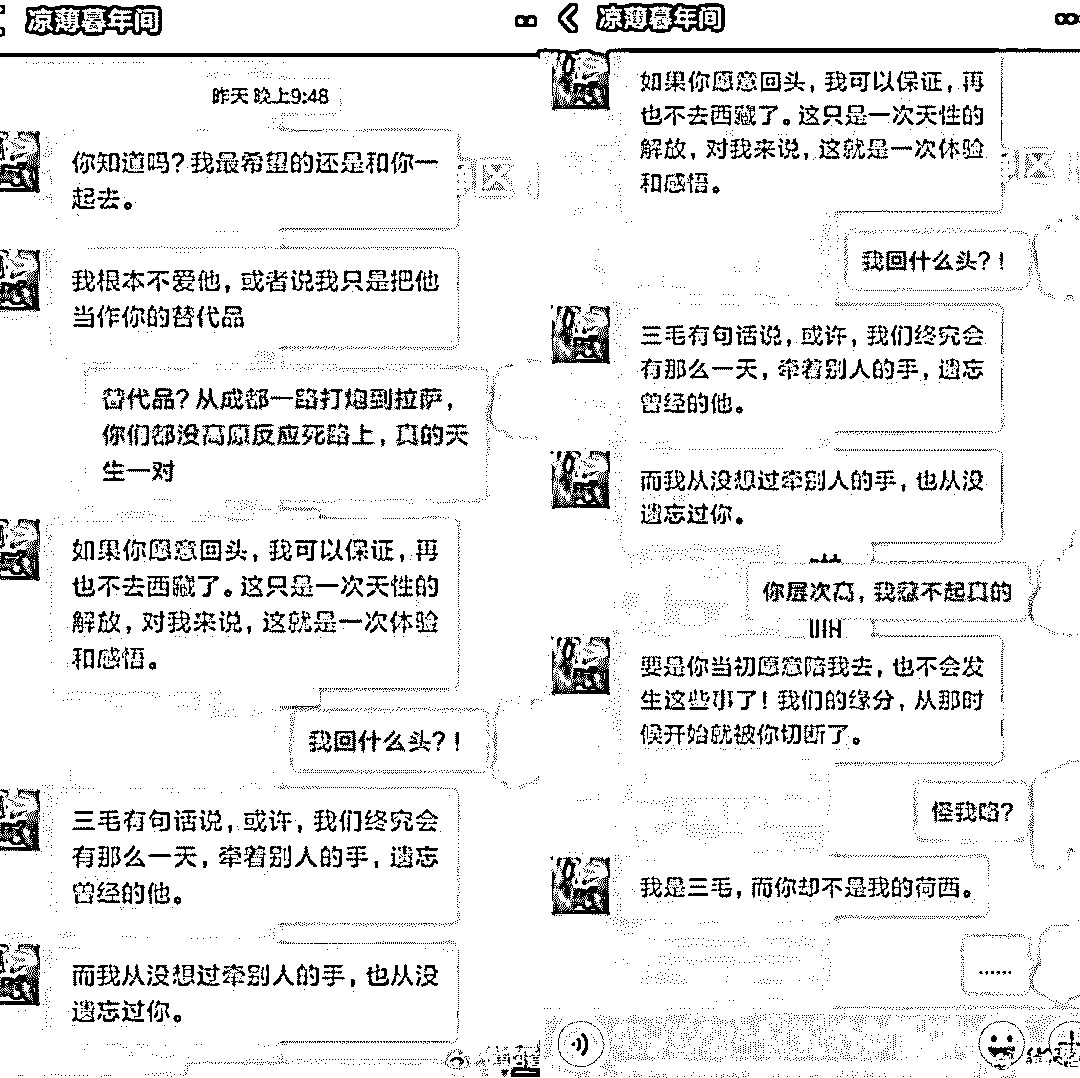 凉薄暮年间
昨天 晚上9:48
你知道吗？我最希望的还是和你一
起去。
我根本不爱他，或者说我只是把他
当作你的替代品
替代品？从成都一路打炮到拉萨，
你们都没高原反应死路上，真的天
生一对
如果你愿意回头，我可以保证，再
也不去西藏了。这只是一次天性的
解放，对我来说，这就是一次体验
和感悟。
我回什么头？！
三毛有句话说，或许，我们终究会
有那么一天，牵着别人的手，遗忘
曾经的他。
而我从没想过牵别人的手，也从没
遗忘过你。
凉薄暮年间
如果你愿意回头，我可以保证，再
也不去西藏了。这只是一次天性的
解放，对我来说，这就是一次体验
和感悟。
我回什么头？！
三毛有句话说，或许，我们终究会
有那么一天，牵着别人的手，遗忘
曾经的他。
而我从没想过牵别人的手，也从没
遗忘过你。
你层次高，我惹不起真的
要是你当初愿意陪我去，也不会发
生这些事了！我们的缘分，从那时
候开始就被你切断了。
怪我咯？
我是三毛，而你却不是我的荷西。
……